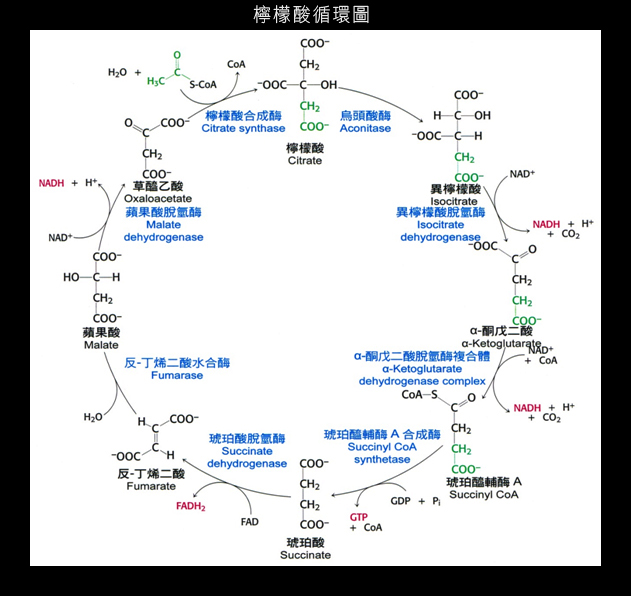 檸檬酸循環圖
H₂O +
O
H₃C
S-CoA
CoA
COO⁻
CH₂
⁻OOC—C—OH
CH₂
COO⁻
檸檬酸
Citrate
檸檬酸合成酶
Citrate synthase
烏頭酸酶
Aconitase
COO⁻
H—C—OH
⁻OOC—C—H
CH₂
COO⁻
異檸檬酸
Isocitrate
NAD⁺
NADH + H⁺
+ CO₂
異檸檬酸脫氫酶
Isocitrate
dehydrogenase
⁻OOC
O
C
CH₂
CH₂
COO⁻
α-酮戊二酸
α-Ketoglutarate
NAD⁺
+ CoA
NADH + H⁺
+ CO₂
α-酮戊二酸脫氫酶複合體
α-Ketoglutarate
dehydrogenase complex
CoA—S
O
C
CH₂
CH₂
COO⁻
琥珀醯輔酶 A
Succinyl CoA
琥珀醯輔酶 A 合成酶
Succinyl CoA
synthetase
GDP + Pᵢ
GTP
+ CoA
COO⁻
CH₂
CH₂
COO⁻
琥珀酸
Succinate
琥珀酸脫氫酶
Succinate
dehydrogenase
FAD
FADH₂
H
COO⁻
C
C
⁻OOC
H
反-丁烯二酸
Fumarate
反-丁烯二酸水合酶
Fumarase
H₂O
COO⁻
HO—C—H
CH₂
COO⁻
蘋果酸
Malate
NAD⁺
NADH + H⁺
蘋果酸脫氫酶
Malate
dehydrogenase
O
COO⁻
C
CH₂
COO⁻
草醯乙酸
Oxaloacetate